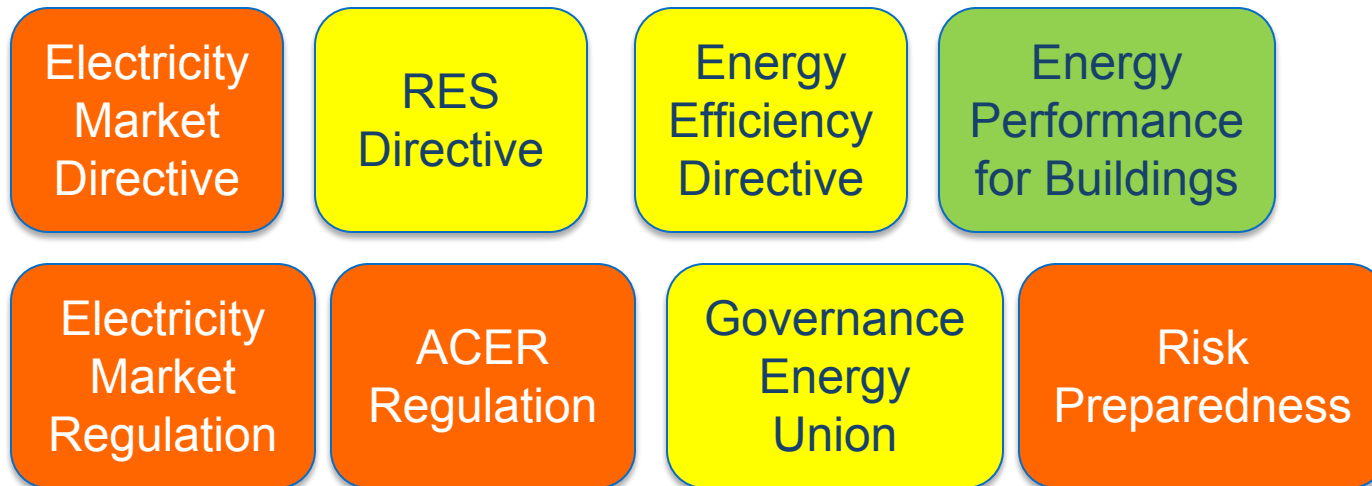 Electricity
Market
Directive
RES
Directive
Energy
Efficiency
Directive
Energy
Performance
for Buildings
Electricity
Market
Regulation
ACER
Regulation
Governance
Energy
Union
Risk
Preparedness